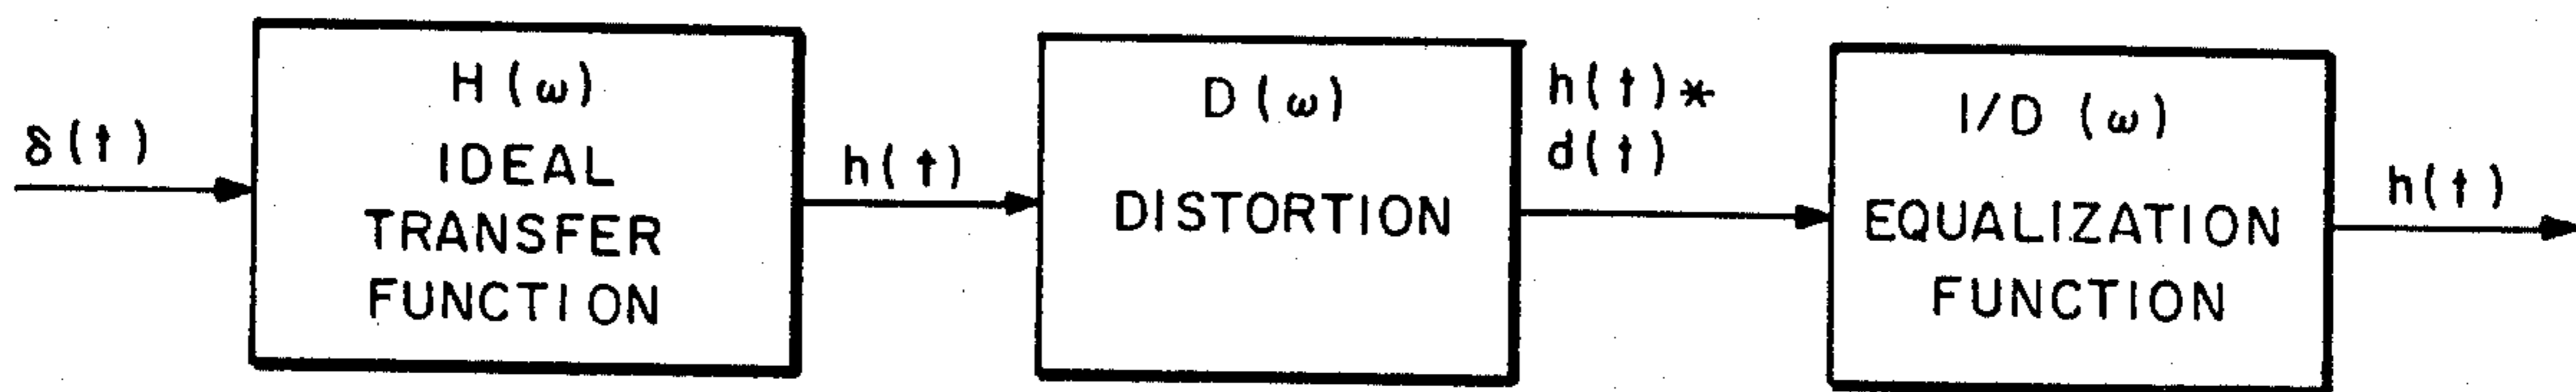 δ(t)
H(ω)
IDEAL
TRANSFER
FUNCTION
h(t)
D(ω)
DISTORTION
h(t)*
d(t)
1/D (ω)
EQUALIZATION
FUNCTION
h(t)